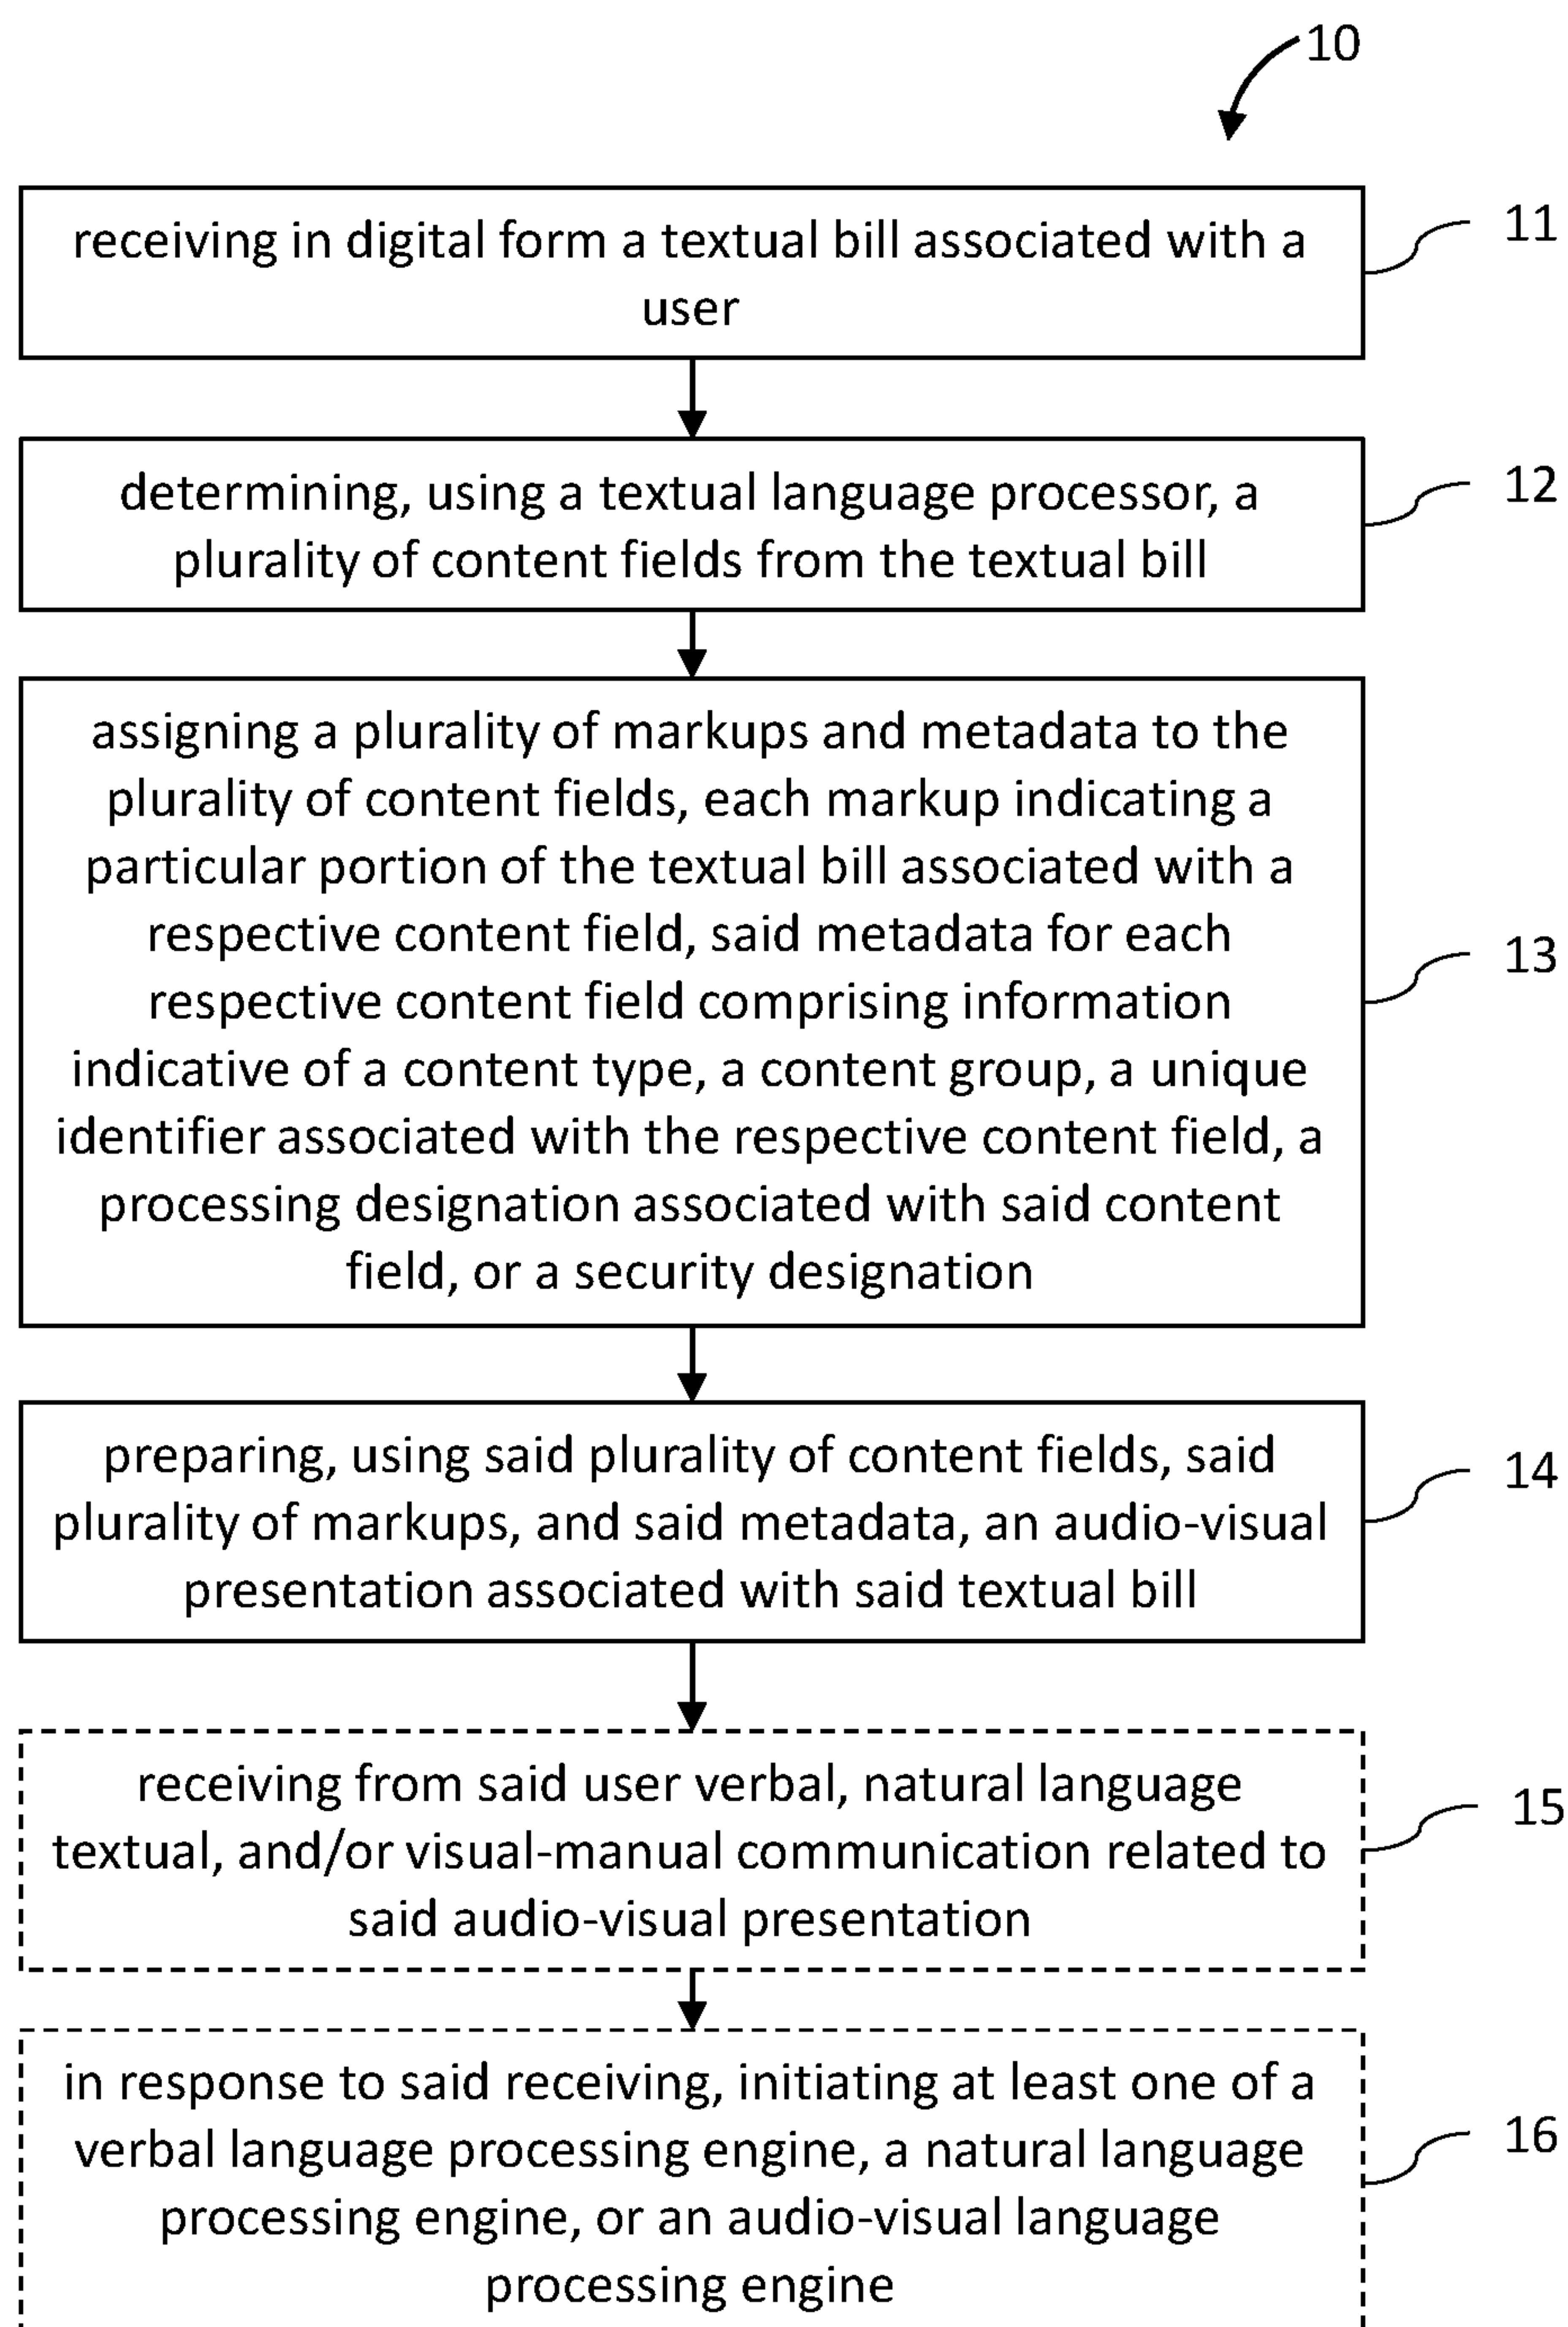 10
receiving in digital form a textual bill associated with a
user
11
determining, using a textual language processor, a
plurality of content fields from the textual bill
12
assigning a plurality of markups and metadata to the
plurality of content fields, each markup indicating a
particular portion of the textual bill associated with a
respective content field, said metadata for each
respective content field comprising information
indicative of a content type, a content group, a unique
identifier associated with the respective content field, a
processing designation associated with said content
field, or a security designation
13
preparing, using said plurality of content fields, said
plurality of markups, and said metadata, an audio-visual
presentation associated with said textual bill
14
receiving from said user verbal, natural language
textual, and/or visual-manual communication related to
said audio-visual presentation
15
in response to said receiving, initiating at least one of a
verbal language processing engine, a natural language
processing engine, or an audio-visual language
processing engine
16